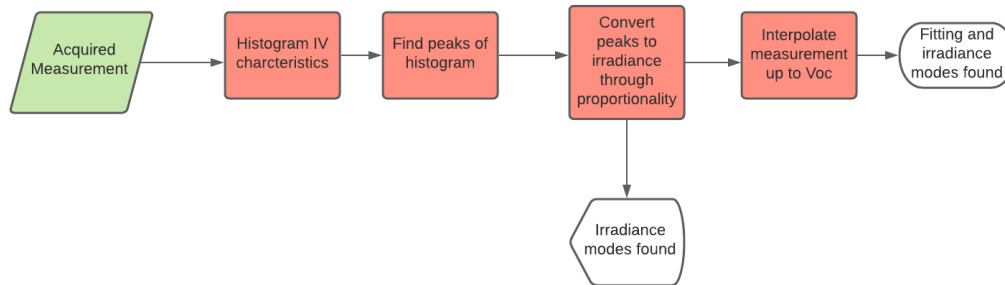 Acquired
Measurement
Histogram IV
charcteristics
Find peaks of
histogram
Convert
peaks to
irradiance
through
proportionality
Interpolate
measurement
up to Voc
Fitting and
irradiance
modes found
Irradiance
modes found